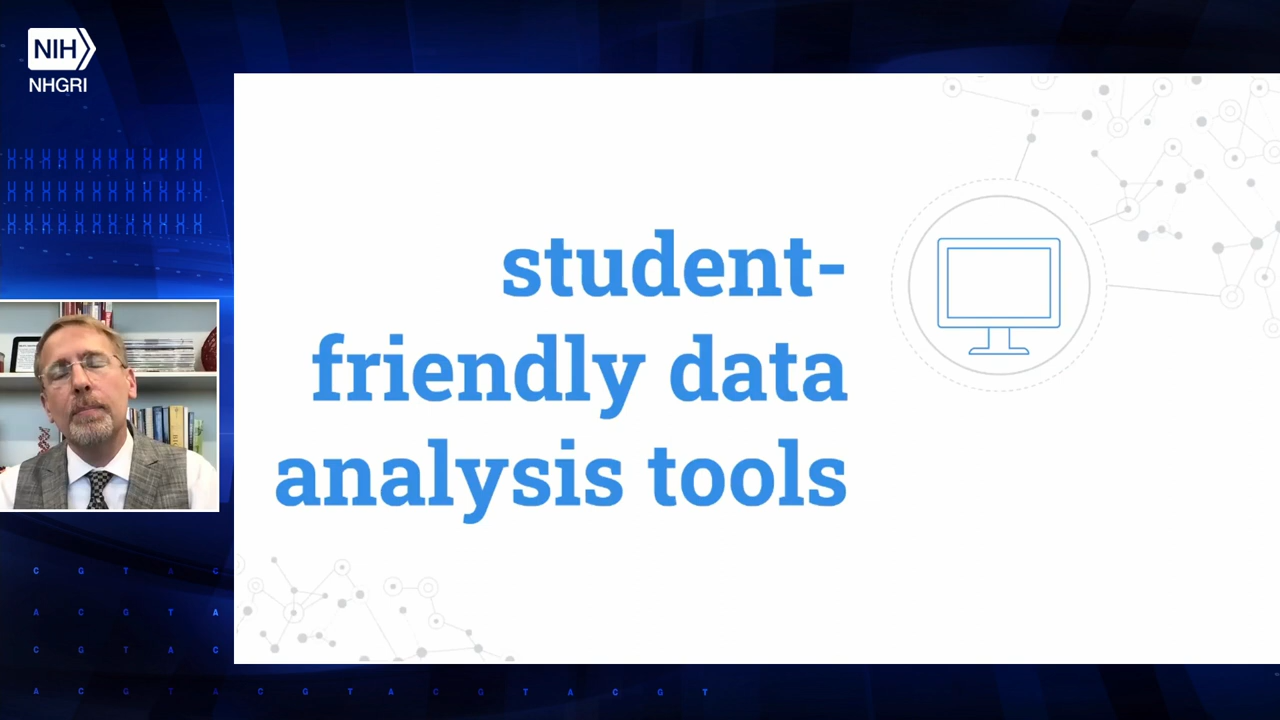 NIH
NHGRI
student-
friendly data
analysis tools
C G T A C
A C G T A
C G T A C
A C G T A C G T A C G T A C G T